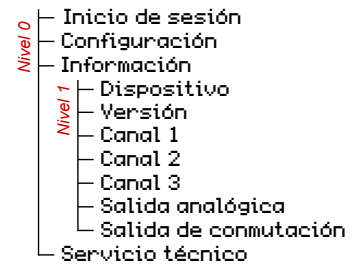 Nivel 0
Inicio de sesión
Configuración
Información
Nivel 1
Dispositivo
Versión
Canal 1
Canal 2
Canal 3
Salida analógica
Salida de conmutación
Servicio técnico